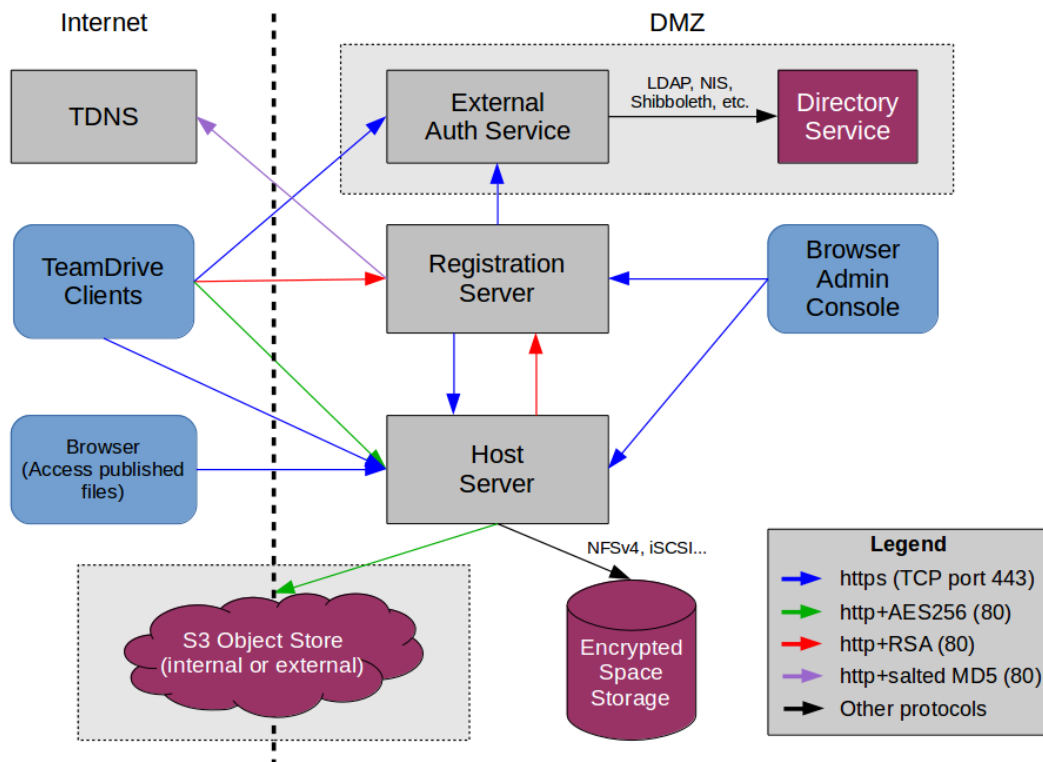 Internet
DMZ
TDNS
External
Auth Service
LDAP, NIS,
Shibboleth, etc.
Directory
Service
TeamDrive
Clients
Registration
Server
Browser
Admin
Console
Browser
(Access published
files)
Host
Server
NFSv4, iSCSI...
S3 Object Store
(internal or external)
Encrypted
Space
Storage
Legend
https (TCP port 443)
http+AES256 (80)
http+RSA (80)
http+salted MD5 (80)
Other protocols